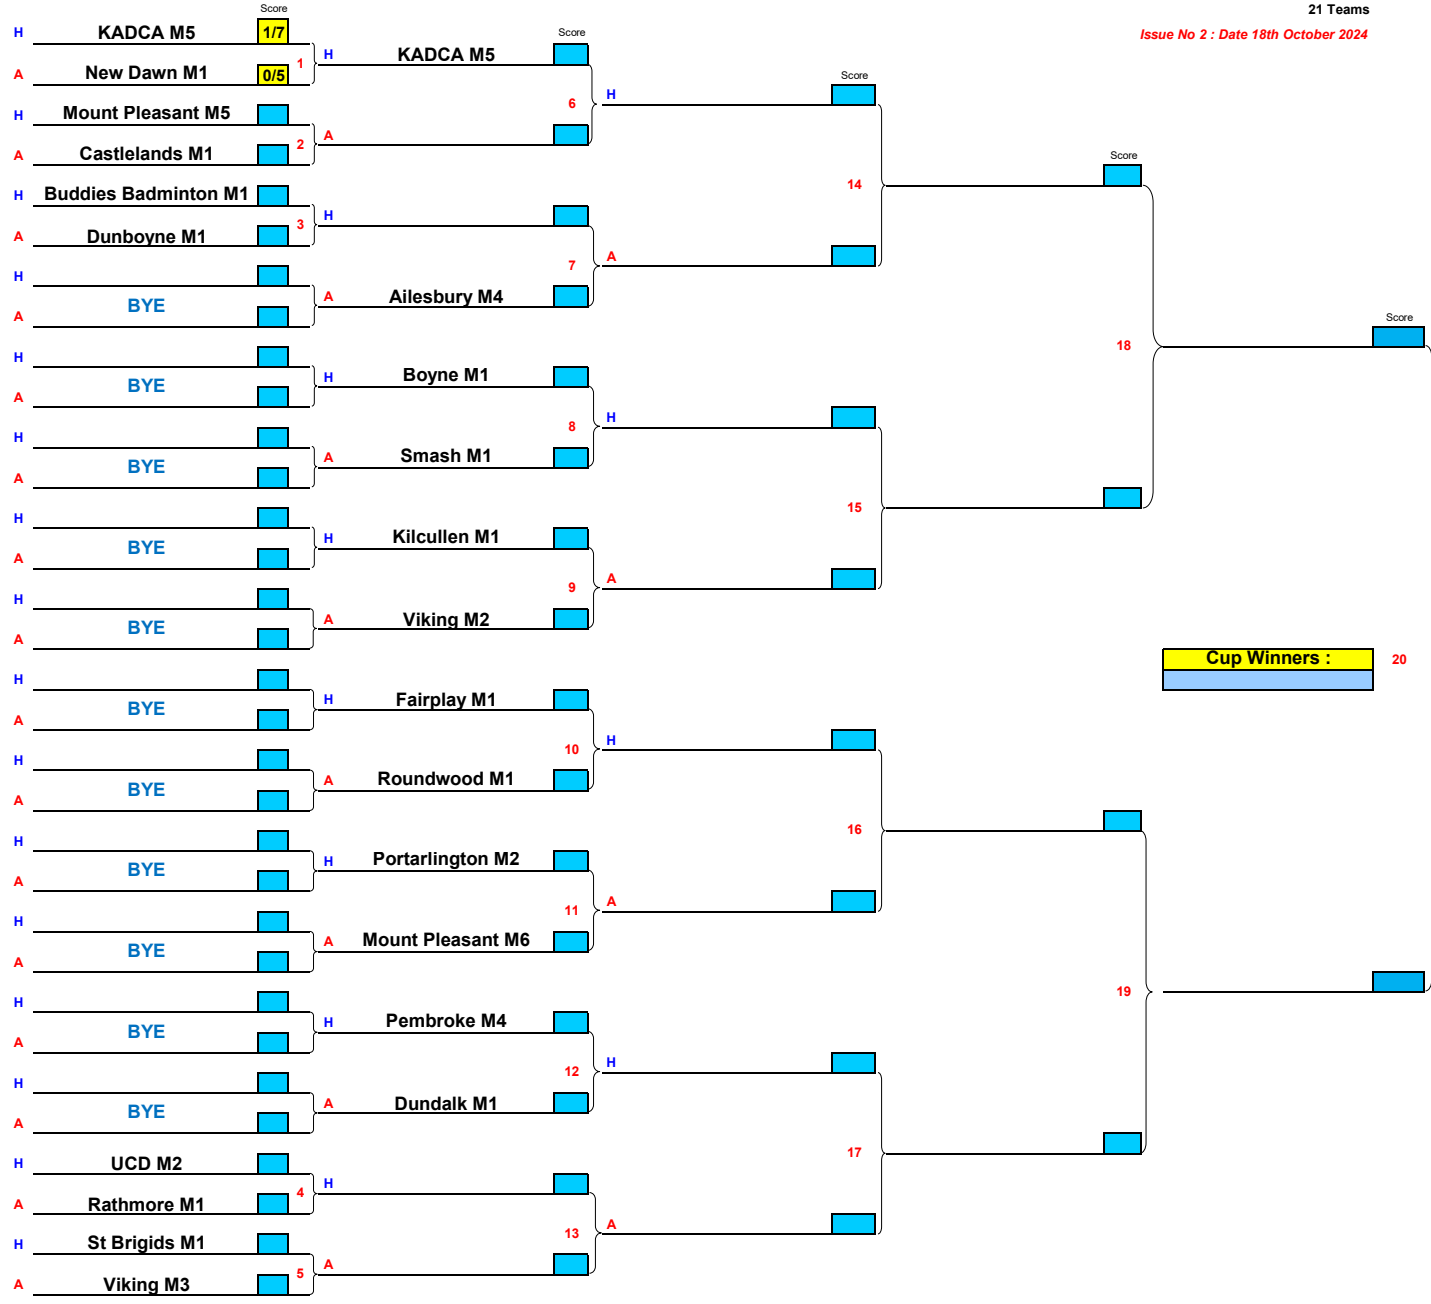 Score
21 Teams
H KADCA M5 1/7
Score
Issue No 2 : Date 18th October 2024
1 H KADCA M5
A New Dawn M1 0/5
Score
6 H
H Mount Pleasant M5
2 A
A Castlelands M1
Score
14
H Buddies Badminton M1
3 H
A Dunboyne M1
7 A
H
BYE
A Ailesbury M4
A
Score
18
H
BYE
H Boyne M1
A
8 H
H
BYE
A Smash M1
A
15
H
BYE
H Kilcullen M1
A
9 A
H
BYE
A Viking M2
A
Cup Winners : 20
H
BYE
H Fairplay M1
A
10 H
H
BYE
A Roundwood M1
A
16
H
BYE
H Portarlington M2
A
11 A
H
BYE
A Mount Pleasant M6
A
19
H
BYE
H Pembroke M4
A
12 H
H
BYE
A Dundalk M1
A
17
H UCD M2
4 H
A Rathmore M1
13 A
H St Brigids M1
5 A
A Viking M3